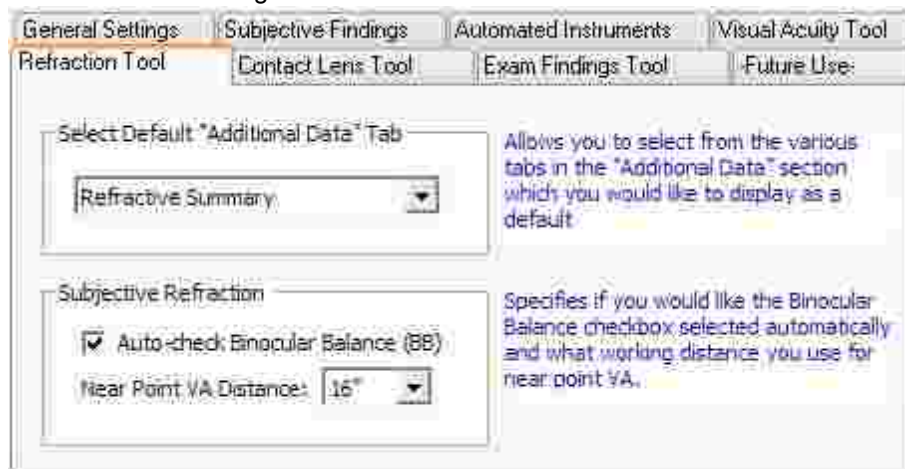 General Settings Subjective Findings Automated Instruments Visual Acuity Tool
Refraction Tool Contact Lens Tool Exam Findings Tool -Future Use-
Select Default "Additional Data" Tab
Refractive Summary
Allows you to select from the various
tabs in the "Additional Data" section
which you would like to display as a
default
Subjective Refraction
Auto-check Binocular Balance (BB)
Near Point VA Distance: 16"
Specifies if you would like the Binocular
Balance checkbox selected automatically
and what working distance you use for
near point VA.